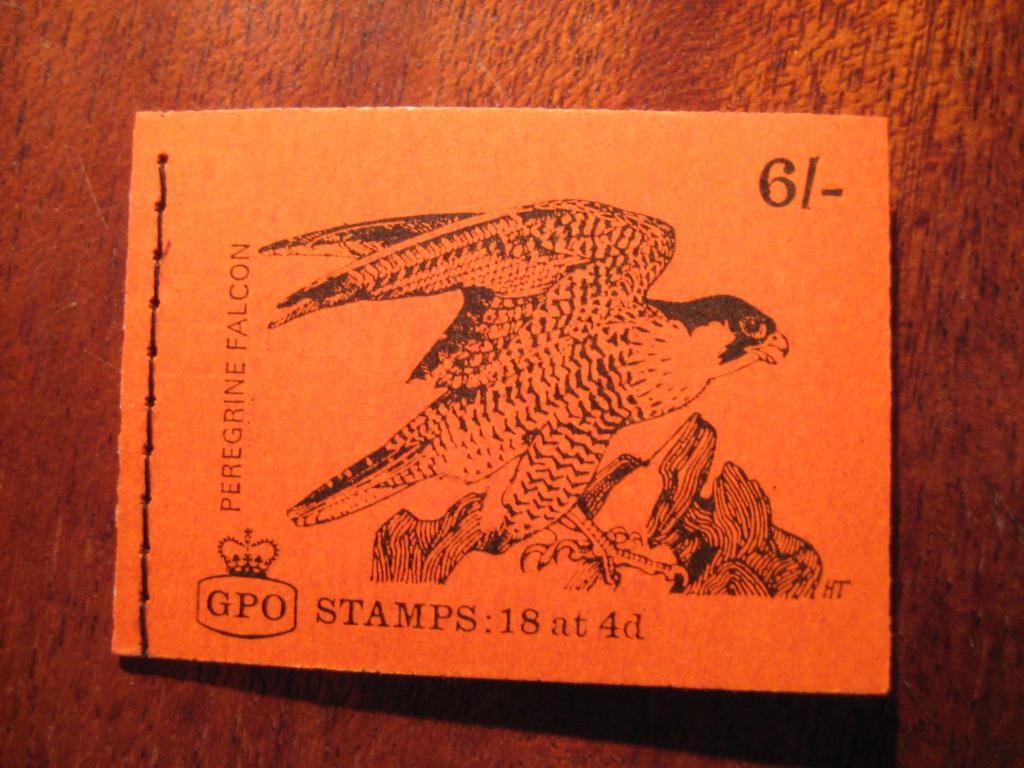 6/-
PEREGRINE FALCON
GPO
STAMPS: 18 at 4d
HT